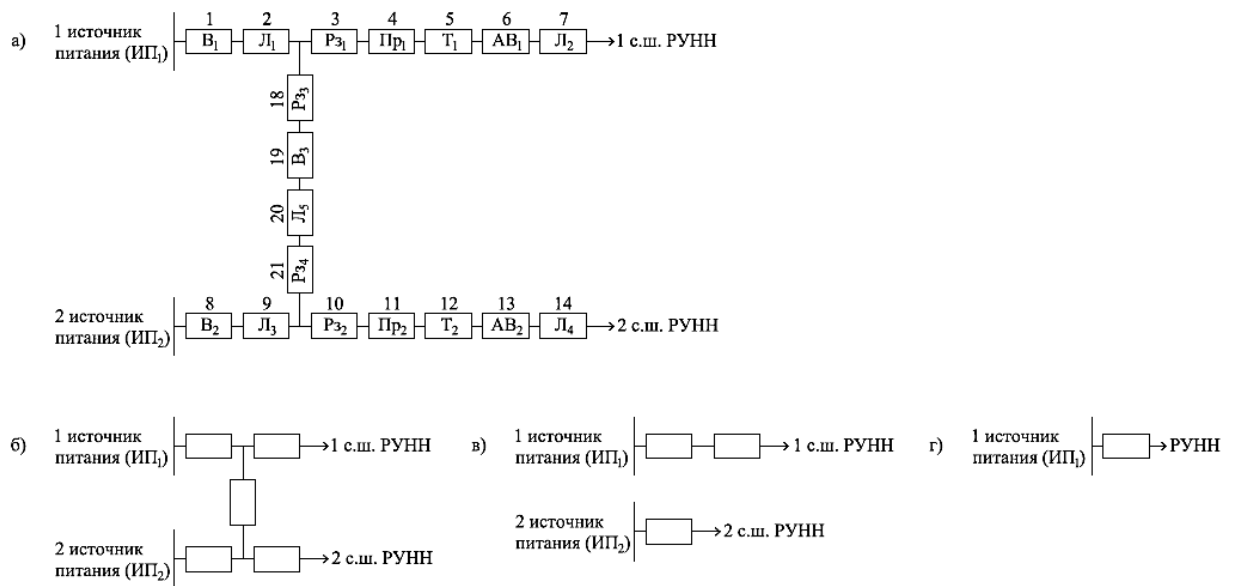 а)
1 источник
питания (ИП₁)
1 2 3 4 5 6 7
В₁ Л₁ Рз₁ Пр₁ Т₁ АВ₁ Л₂
1 с.ш. РУНН
18 Рз₃
19 В₃
20 Л₅
21 Рз₄
2 источник
питания (ИП₂)
8 9 10 11 12 13 14
В₂ Л₃ Рз₂ Пр₂ Т₂ АВ₂ Л₄
2 с.ш. РУНН
б)
1 источник
питания (ИП₁)
1 с.ш. РУНН
2 источник
питания (ИП₂)
2 с.ш. РУНН
в)
1 источник
питания (ИП₁)
1 с.ш. РУНН
2 источник
питания (ИП₂)
2 с.ш. РУНН
г)
1 источник
питания (ИП₁)
РУНН